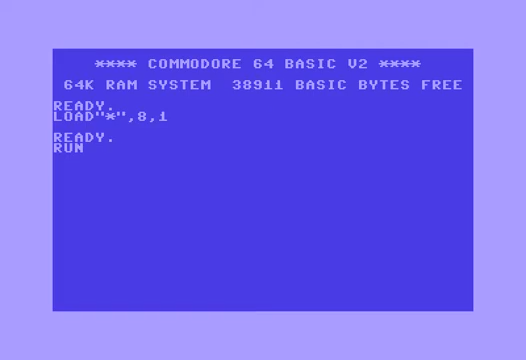 **** COMMODORE 64 BASIC V2 ****
64K RAM SYSTEM  38911 BASIC BYTES FREE
READY.
LOAD"*",8,1
READY.
RUN